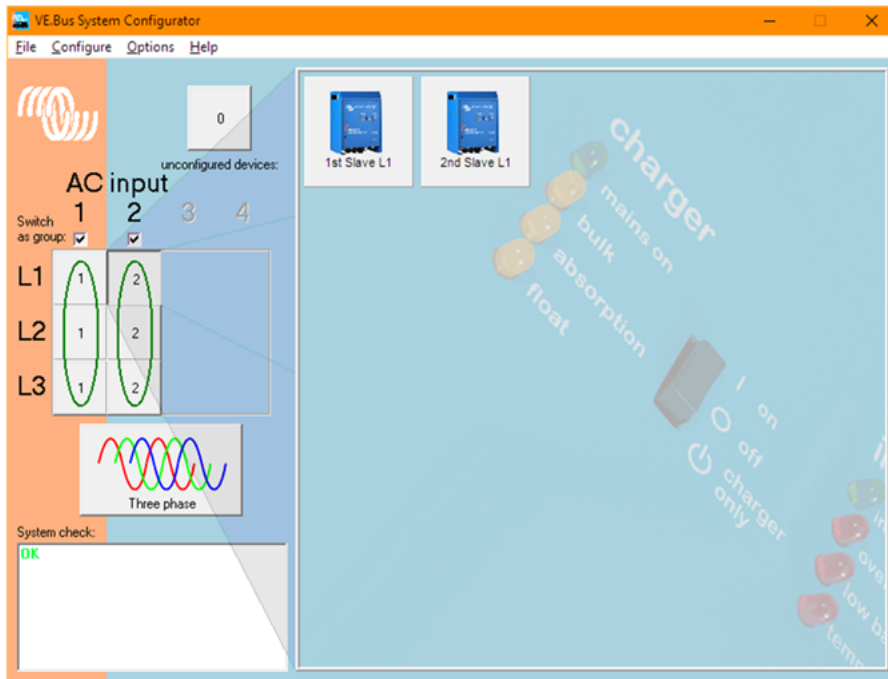 VE.Bus System Configurator
File Configure Options Help
0
unconfigured devices:
AC input
1 2 3 4
Switch
as group:
L1 1 2
L2 1 2
L3 1 2
Three phase
System check:
OK
1st Slave L1
2nd Slave L1
charger
mains on
bulk
absorption
float
I on
O off
charger
only
low